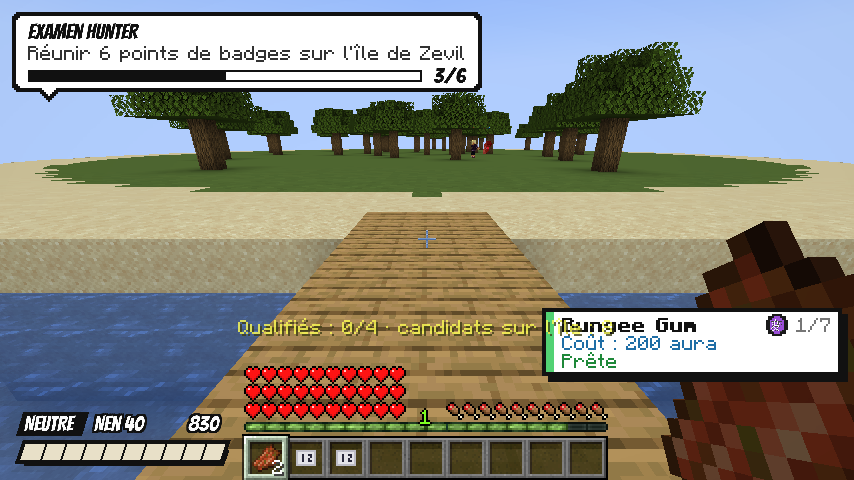 EXAMEN HUNTER
Réunir 6 points de badges sur l'île de Zevil
3/6
Qualifiés : 0/4 · candidats sur l'île : 8
Bungee Gum
1/7
Coût : 200 aura
Prête
NEUTRE
NEN 40
830
1
2
12
12